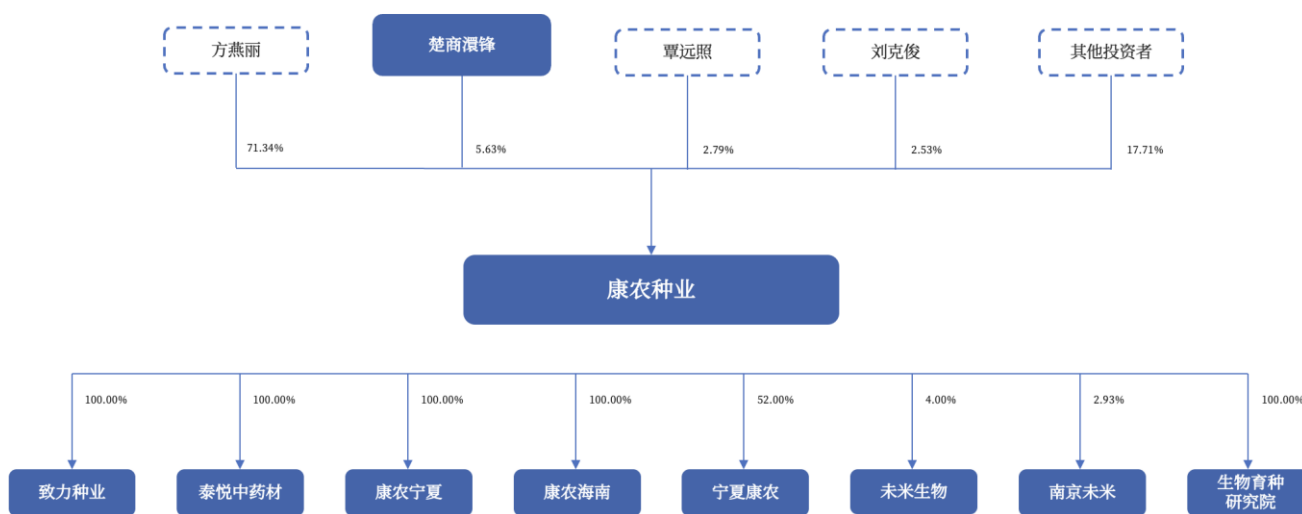 方燕丽
楚商澴锋
覃远照
刘克俊
其他投资者
71.34%
5.63%
2.79%
2.53%
17.71%
康农种业
100.00%
100.00%
100.00%
100.00%
52.00%
4.00%
2.93%
100.00%
致力种业
泰悦中药材
康农宁夏
康农海南
宁夏康农
未米生物
南京未米
生物育种
研究院